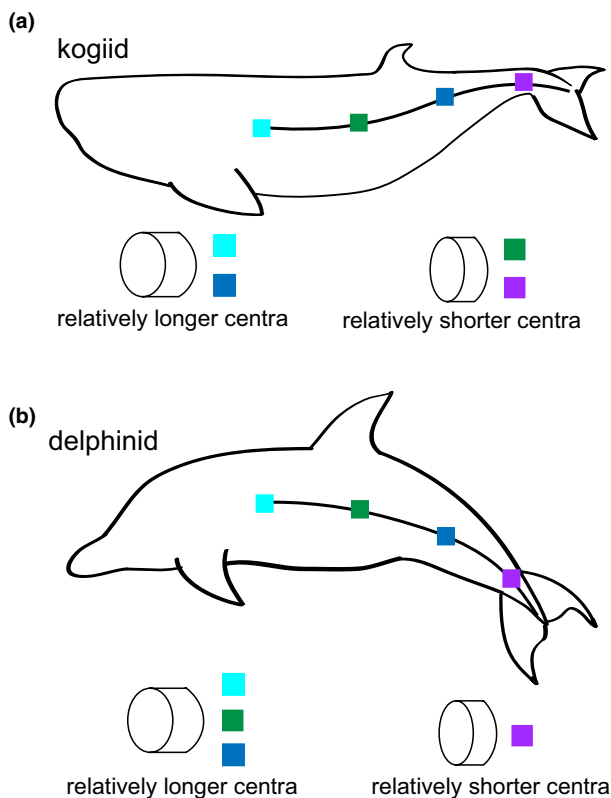 (a)
kogiid
relatively longer centra
relatively shorter centra
(b)
delphinid
relatively longer centra
relatively shorter centra